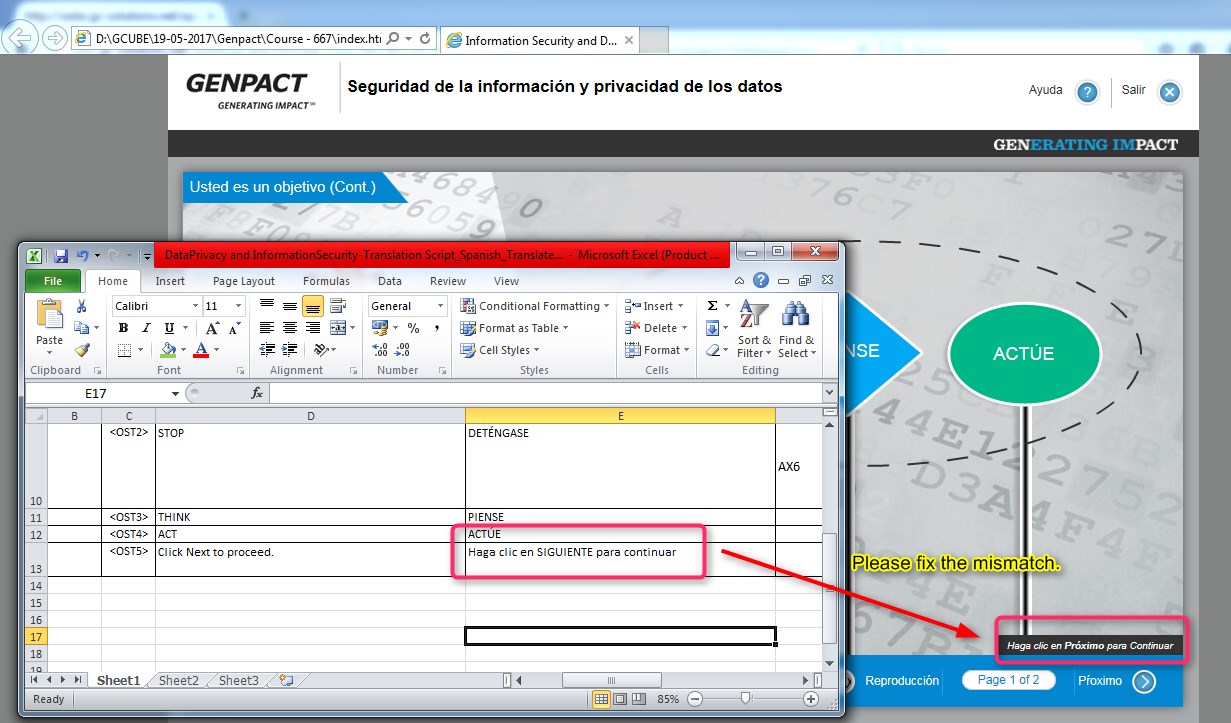 D:\GCUBE\19-05-2017\Genpact\Course - 667\index.htı
Information Security and D...
GENPACT
GENERATING IMPACT℠
Seguridad de la información y privacidad de los datos
Ayuda ?
Salir
GENERATING IMPACT
Usted es un objetivo (Cont.)
DataPrivacy and InformationSecurity-Translation Script_Spanish_Translate... - Microsoft Excel (Product ...
File Home Insert Page Layout Formulas Data Review View
Paste
Calibri 11
General
Conditional Formatting
Format as Table
Cell Styles
Insert
Delete
Format
Sort & Filter
Find & Select
Clipboard Font Alignment Number Styles Cells Editing
E17 fx
B C D E
10 <OST2> STOP DETÉNGASE AX6
11 <OST3> THINK PIENSE
12 <OST4> ACT ACTÚE
13 <OST5> Click Next to proceed. Haga clic en SIGUIENTE para continuar
14
15
16
17
18
19
Sheet1 Sheet2 Sheet3
Ready 85%
NSE
ACTÚE
Please fix the mismatch.
Haga clic en Próximo para Continuar
Reproducción Page 1 of 2 Próximo